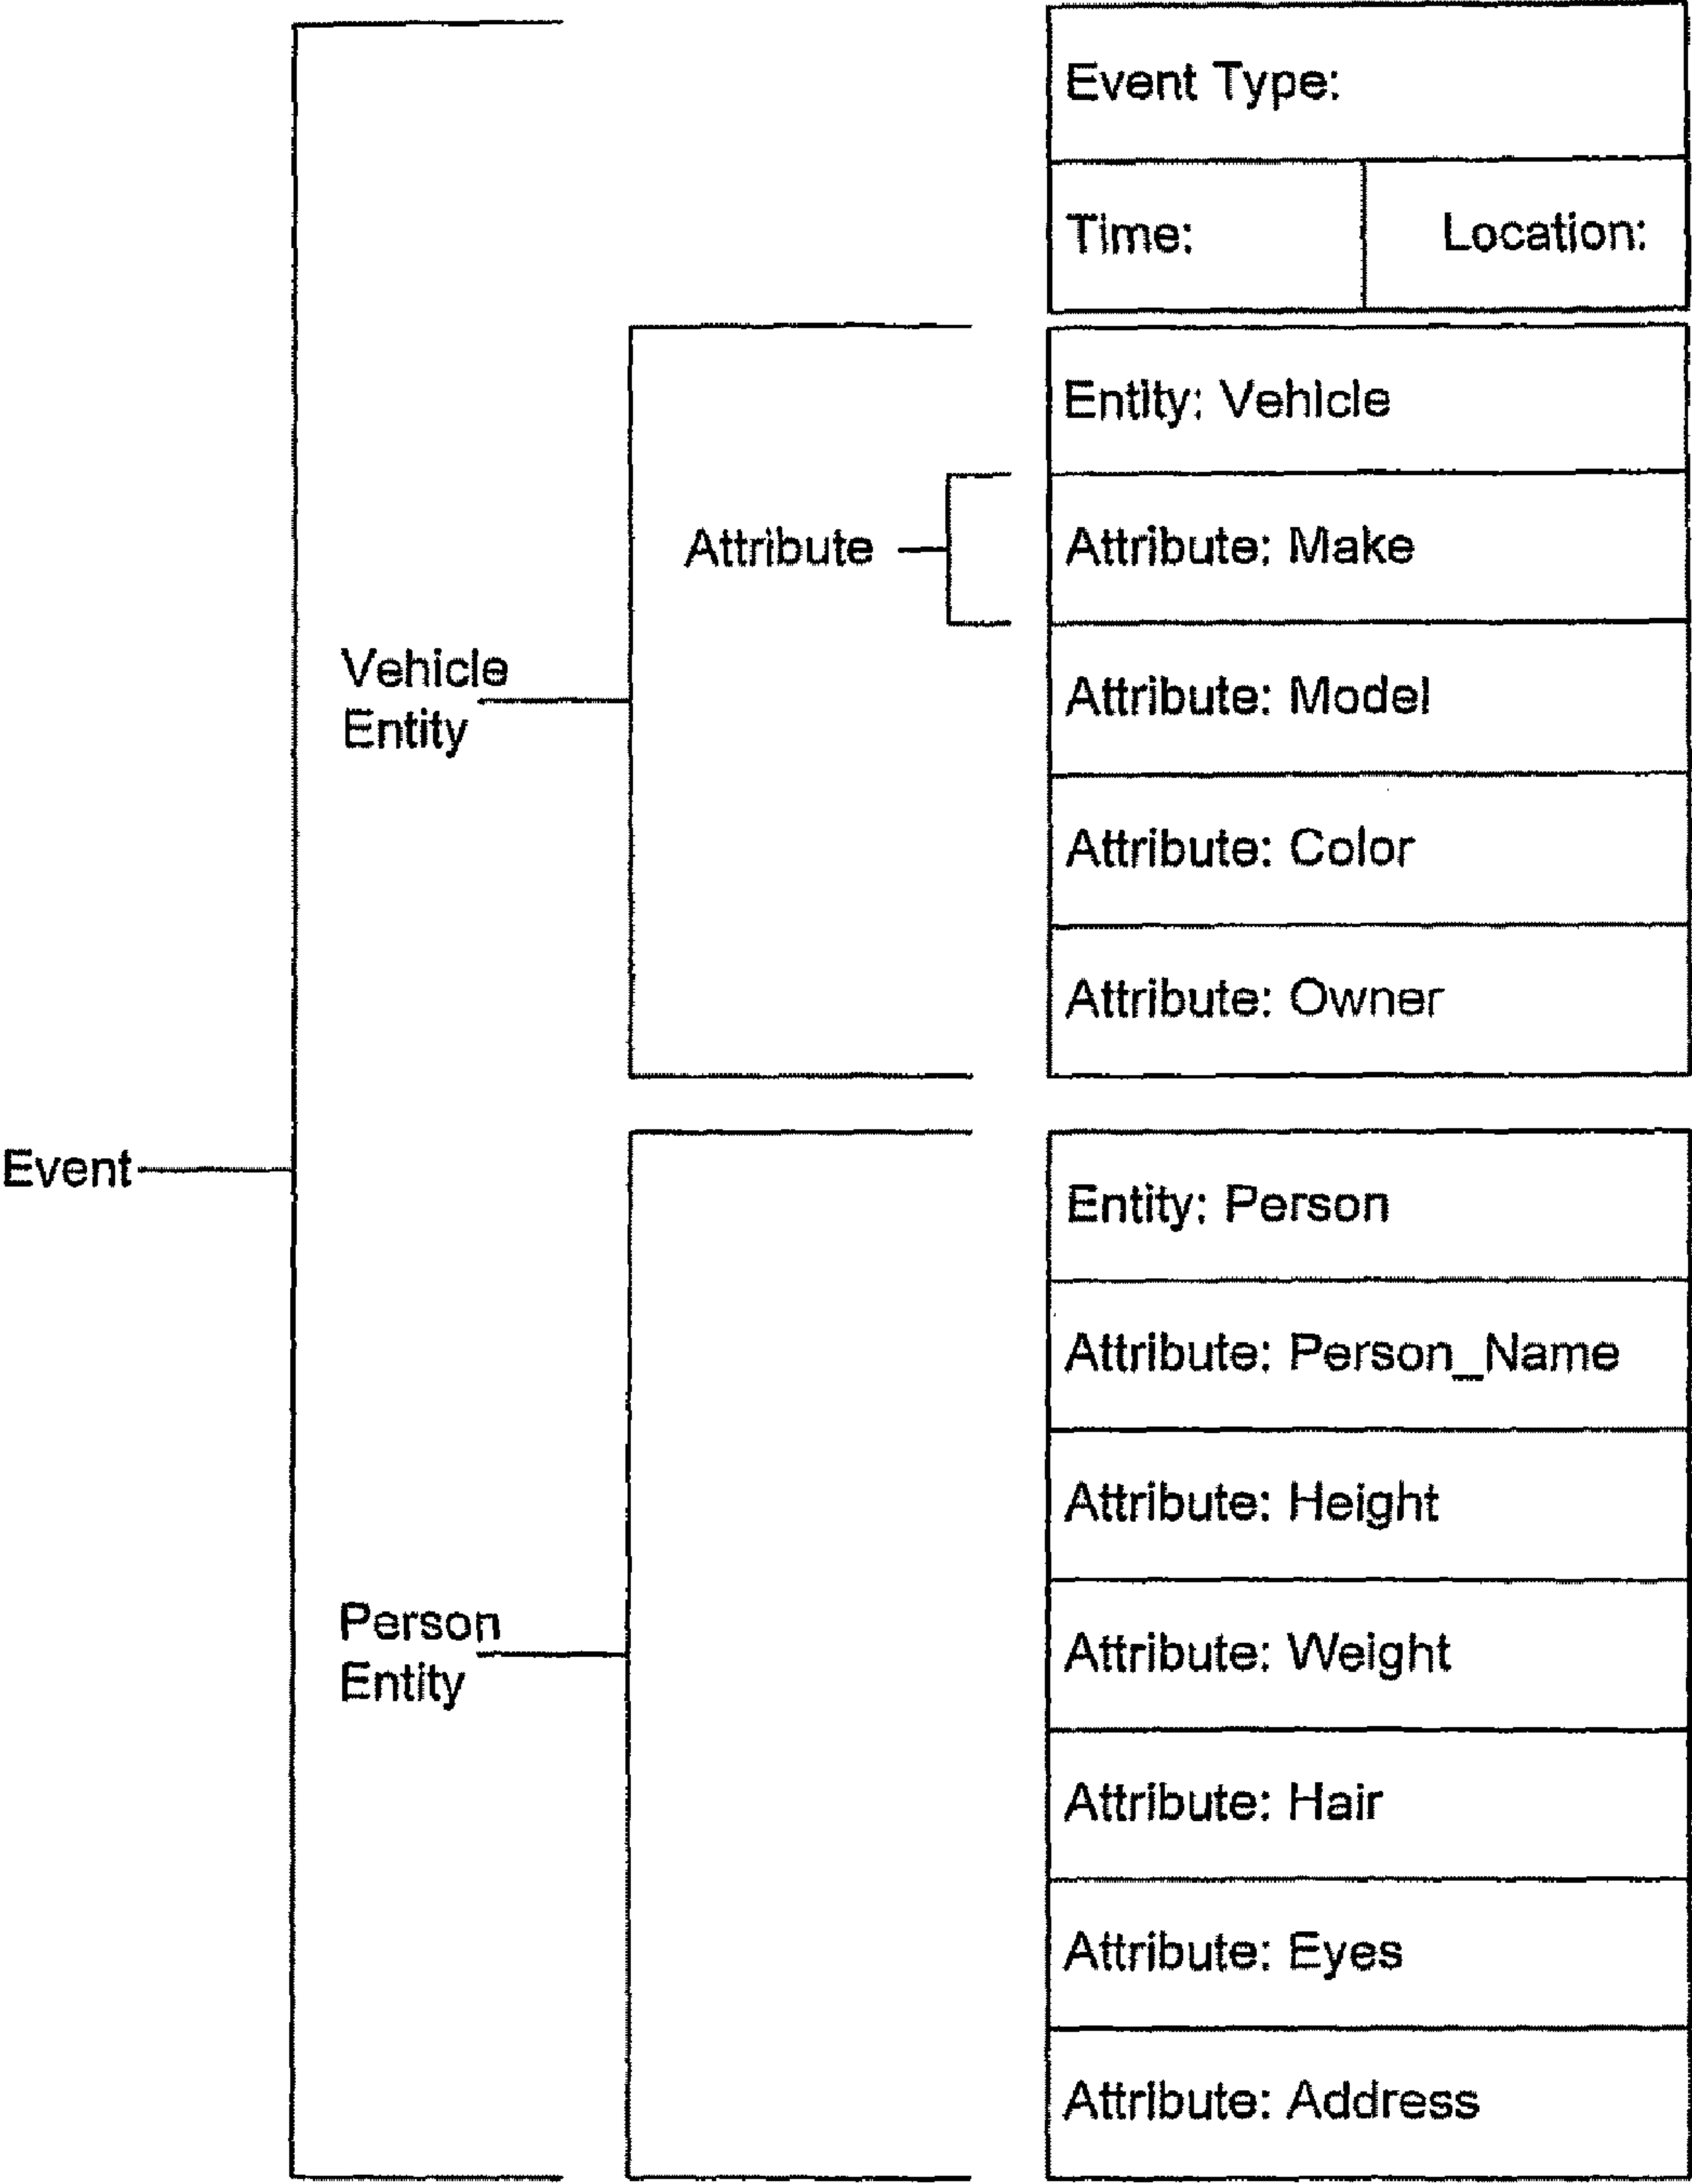 Event Type:
Time: Location:
Entity: Vehicle
Attribute
Attribute: Make
Vehicle
Entity
Attribute: Model
Attribute: Color
Attribute: Owner
Event
Entity: Person
Attribute: Person_Name
Attribute: Height
Person
Entity
Attribute: Weight
Attribute: Hair
Attribute: Eyes
Attribute: Address